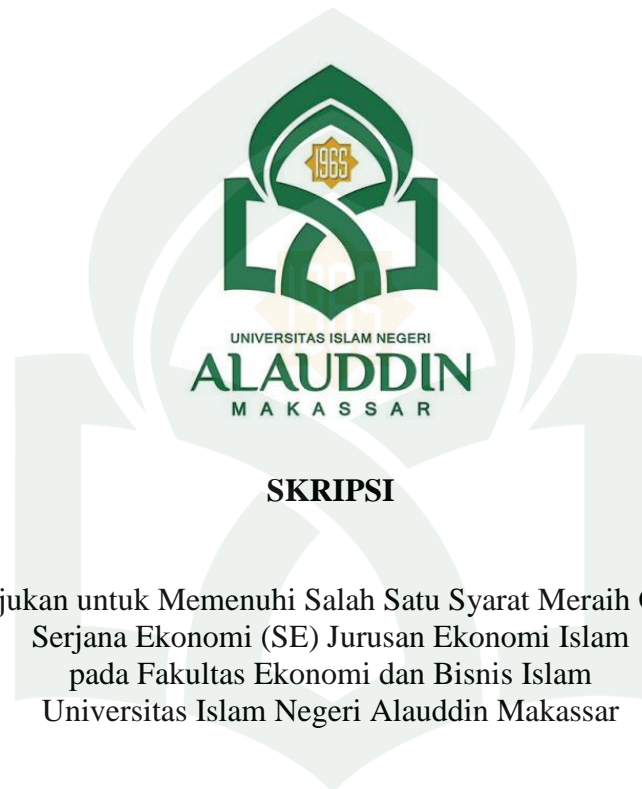 1965
UNIVERSITAS ISLAM NEGERI
ALAUDDIN
MAKASSAR
SKRIPSI
jukan untuk Memenuhi Salah Satu Syarat Meraih
Serjana Ekonomi (SE) Jurusan Ekonomi Islam
pada Fakultas Ekonomi dan Bisnis Islam
Universitas Islam Negeri Alauddin Makassar